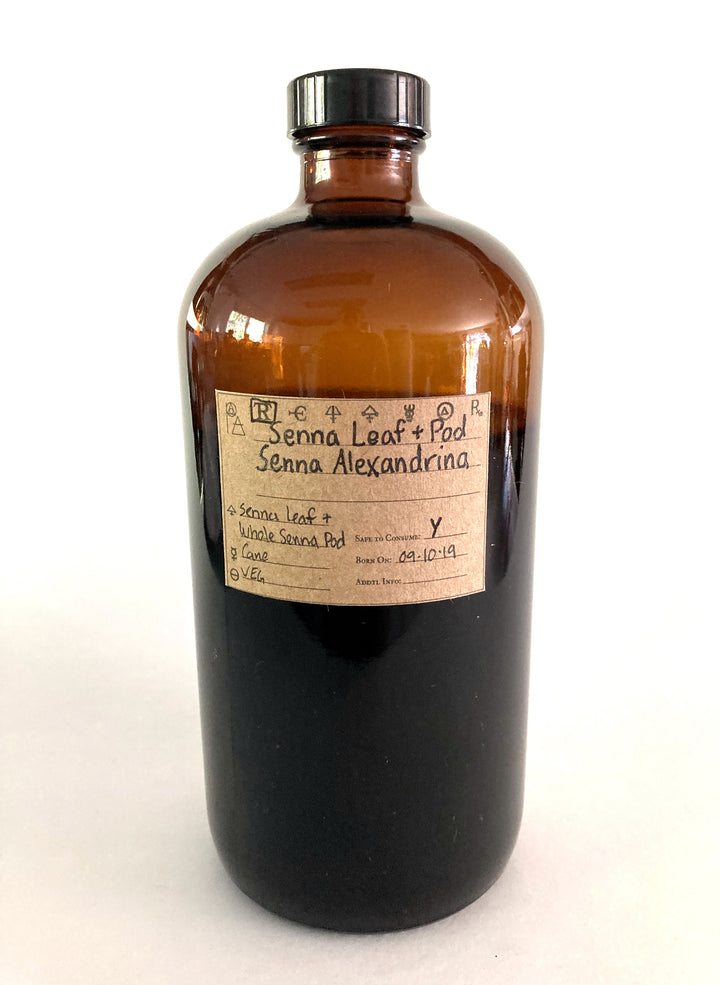 R
Senna Leaf + Pod
Senna Alexandrina
Senna Leaf +
Whole Senna Pod
Safe to Consume: Y
Cane
Born On: 09·10·19
VEG
Addtl Info: